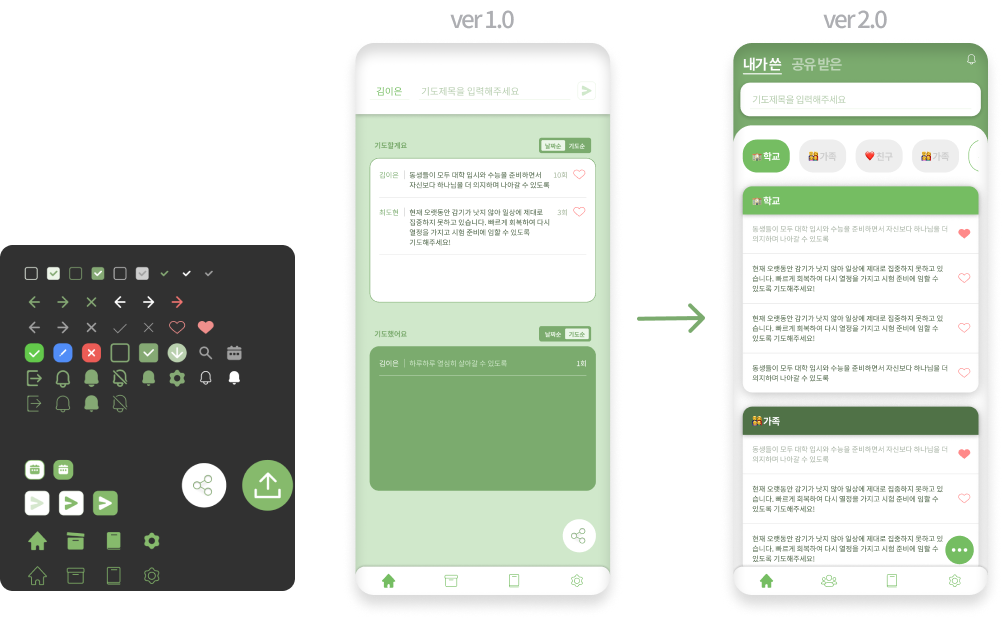 ver 1.0
ver 2.0
김이은
기도제목을 입력해주세요
기도할게요
날짜순
기도순
김이은
동생들이 모두 대학 입시와 수능을 준비하면서
자신보다 하나님을 더 의지하며 나아갈 수 있도록
10회
최도현
현재 오랫동안 감기가 낫지 않아 일상에 제대로
집중하지 못하고 있습니다. 빠르게 회복하여 다시
열정을 가지고 시험 준비에 임할 수 있도록
기도해주세요!
3회
기도했어요
날짜순
기도순
김이은
하루하루 열심히 살아갈 수 있도록
1회
내가 쓴
공유 받은
기도제목을 입력해주세요
학교
가족
친구
가족
학교
동생들이 모두 대학 입시와 수능을 준비하면서 자신보다 하나님을 더
의지하며 나아갈 수 있도록
현재 오랫동안 감기가 낫지 않아 일상에 제대로 집중하지 못하고 있
습니다. 빠르게 회복하여 다시 열정을 가지고 시험 준비에 임할 수
있도록 기도해주세요!
현재 오랫동안 감기가 낫지 않아 일상에 제대로 집중하지 못하고 있
습니다. 빠르게 회복하여 다시 열정을 가지고 시험 준비에 임할 수
있도록 기도해주세요!
동생들이 모두 대학 입시와 수능을 준비하면서 자신보다 하나님을 더
의지하며 나아갈 수 있도록
가족
동생들이 모두 대학 입시와 수능을 준비하면서 자신보다 하나님을 더
의지하며 나아갈 수 있도록
현재 오랫동안 감기가 낫지 않아 일상에 제대로 집중하지 못하고 있
습니다. 빠르게 회복하여 다시 열정을 가지고 시험 준비에 임할 수
있도록 기도해주세요!
현재 오랫동안 감기가 낫지 않아 일상에 제대로 집중하지 못하고 있
습니다. 빠르게 회복하여 다시 열정을 가지고 시험 준비에 임할 수
있도록 기도해주세요!